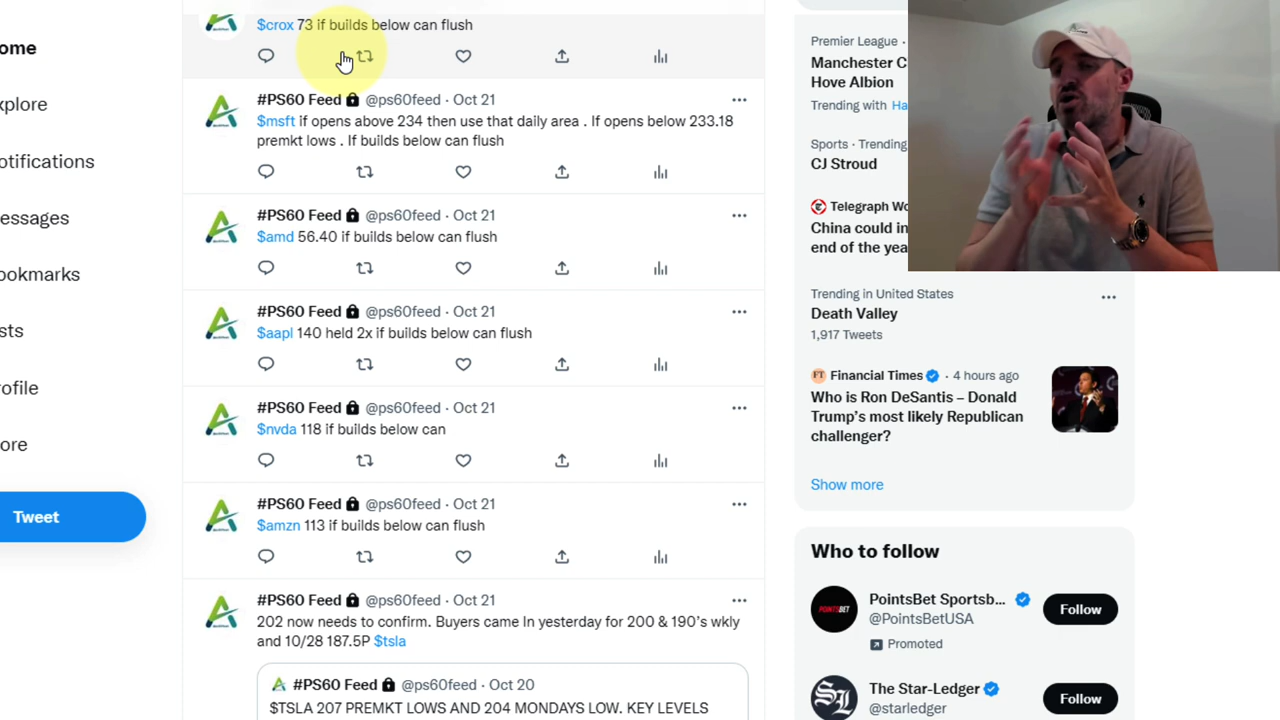 ome
xplore
otifications
essages
ookmarks
sts
rofile
ore
Tweet
$crox 73 if builds below can flush
#PS60 Feed @ps60feed · Oct 21
$msft if opens above 234 then use that daily area . If opens below 233.18
premkt lows . If builds below can flush
#PS60 Feed @ps60feed · Oct 21
$amd 56.40 if builds below can flush
#PS60 Feed @ps60feed · Oct 21
$aapl 140 held 2x if builds below can flush
#PS60 Feed @ps60feed · Oct 21
$nvda 118 if builds below can
#PS60 Feed @ps60feed · Oct 21
$amzn 113 if builds below can flush
#PS60 Feed @ps60feed · Oct 21
202 now needs to confirm. Buyers came In yesterday for 200 & 190's wkly
and 10/28 187.5P $tsla
#PS60 Feed @ps60feed · Oct 20
$TSLA 207 PREMKT LOWS AND 204 MONDAYS LOW. KEY LEVELS
Premier League ·
Manchester C
Hove Albion
Trending with Ha
Sports · Trending
CJ Stroud
Telegraph Wo
China could in
end of the yea
Trending in United States
Death Valley
1,917 Tweets
FT Financial Times · 4 hours ago
Who is Ron DeSantis – Donald
Trump's most likely Republican
challenger?
Show more
Who to follow
POINTSBET
PointsBet Sportsb...
@PointsBetUSA
Promoted
Follow
SL
The Star-Ledger
@starledger
Follow